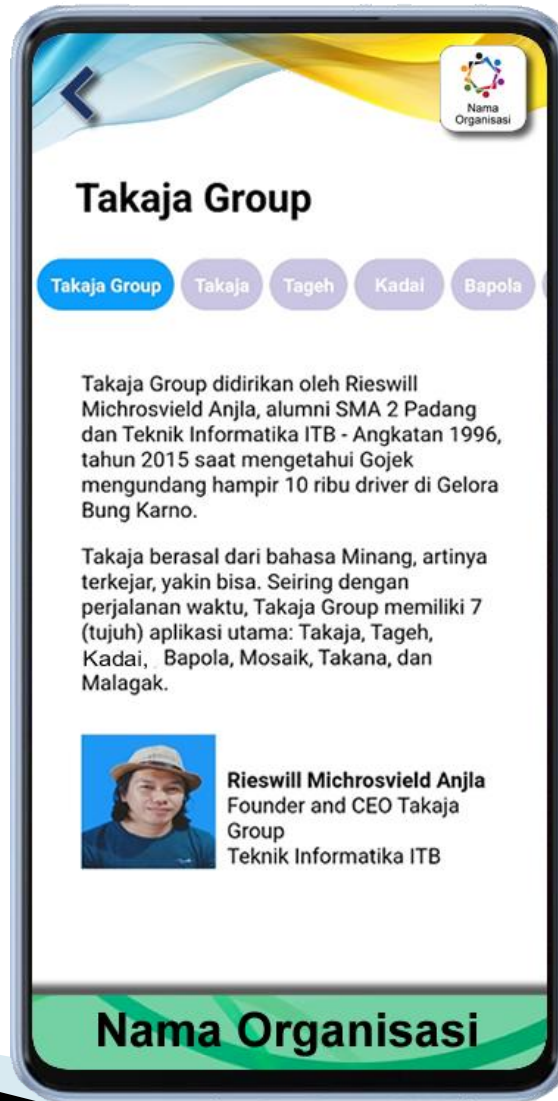 Nama
Organisasi
Takaja Group
Takaja Group Takaja Tageh Kadai Bapola
Takaja Group didirikan oleh Rieswill
Michrosvield Anjla, alumni SMA 2 Padang
dan Teknik Informatika ITB - Angkatan 1996,
tahun 2015 saat mengetahui Gojek
mengundang hampir 10 ribu driver di Gelora
Bung Karno.
Takaja berasal dari bahasa Minang, artinya
terkejar, yakin bisa. Seiring dengan
perjalanan waktu, Takaja Group memiliki 7
(tujuh) aplikasi utama: Takaja, Tageh,
Kadai, Bapola, Mosaik, Takana, dan
Malagak.
Rieswill Michrosvield Anjla
Founder and CEO Takaja
Group
Teknik Informatika ITB
Nama Organisasi